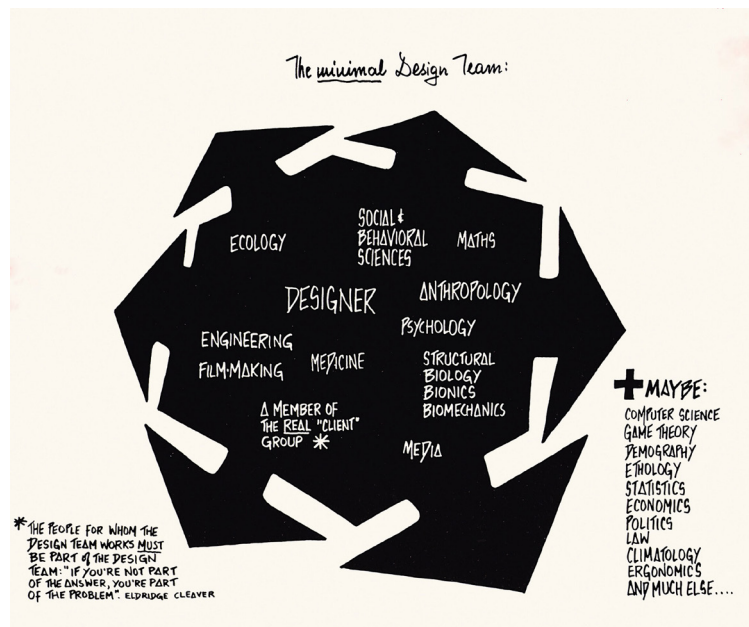 The minimal Design Team:
ECOLOGY
SOCIAL &
BEHAVIORAL
SCIENCES
MATHS
DESIGNER
ANTHROPOLOGY
PSYCHOLOGY
ENGINEERING
FILM-MAKING
MEDICINE
STRUCTURAL
BIOLOGY
BIONICS
BIOMECHANICS
A MEMBER OF
THE REAL "CLIENT"
GROUP *
MEDIA
+ MAYBE:
COMPUTER SCIENCE
GAME THEORY
DEMOGRAPHY
ETHOLOGY
STATISTICS
ECONOMICS
POLITICS
LAW
CLIMATOLOGY
ERGONOMICS
AND MUCH ELSE....
* THE PEOPLE FOR WHOM THE
DESIGN TEAM WORKS MUST
BE PART of THE DESIGN
TEAM: "IF YOU'RE NOT PART
OF THE ANSWER, YOU'RE PART
OF THE PROBLEM". ELDRIDGE CLEAVER